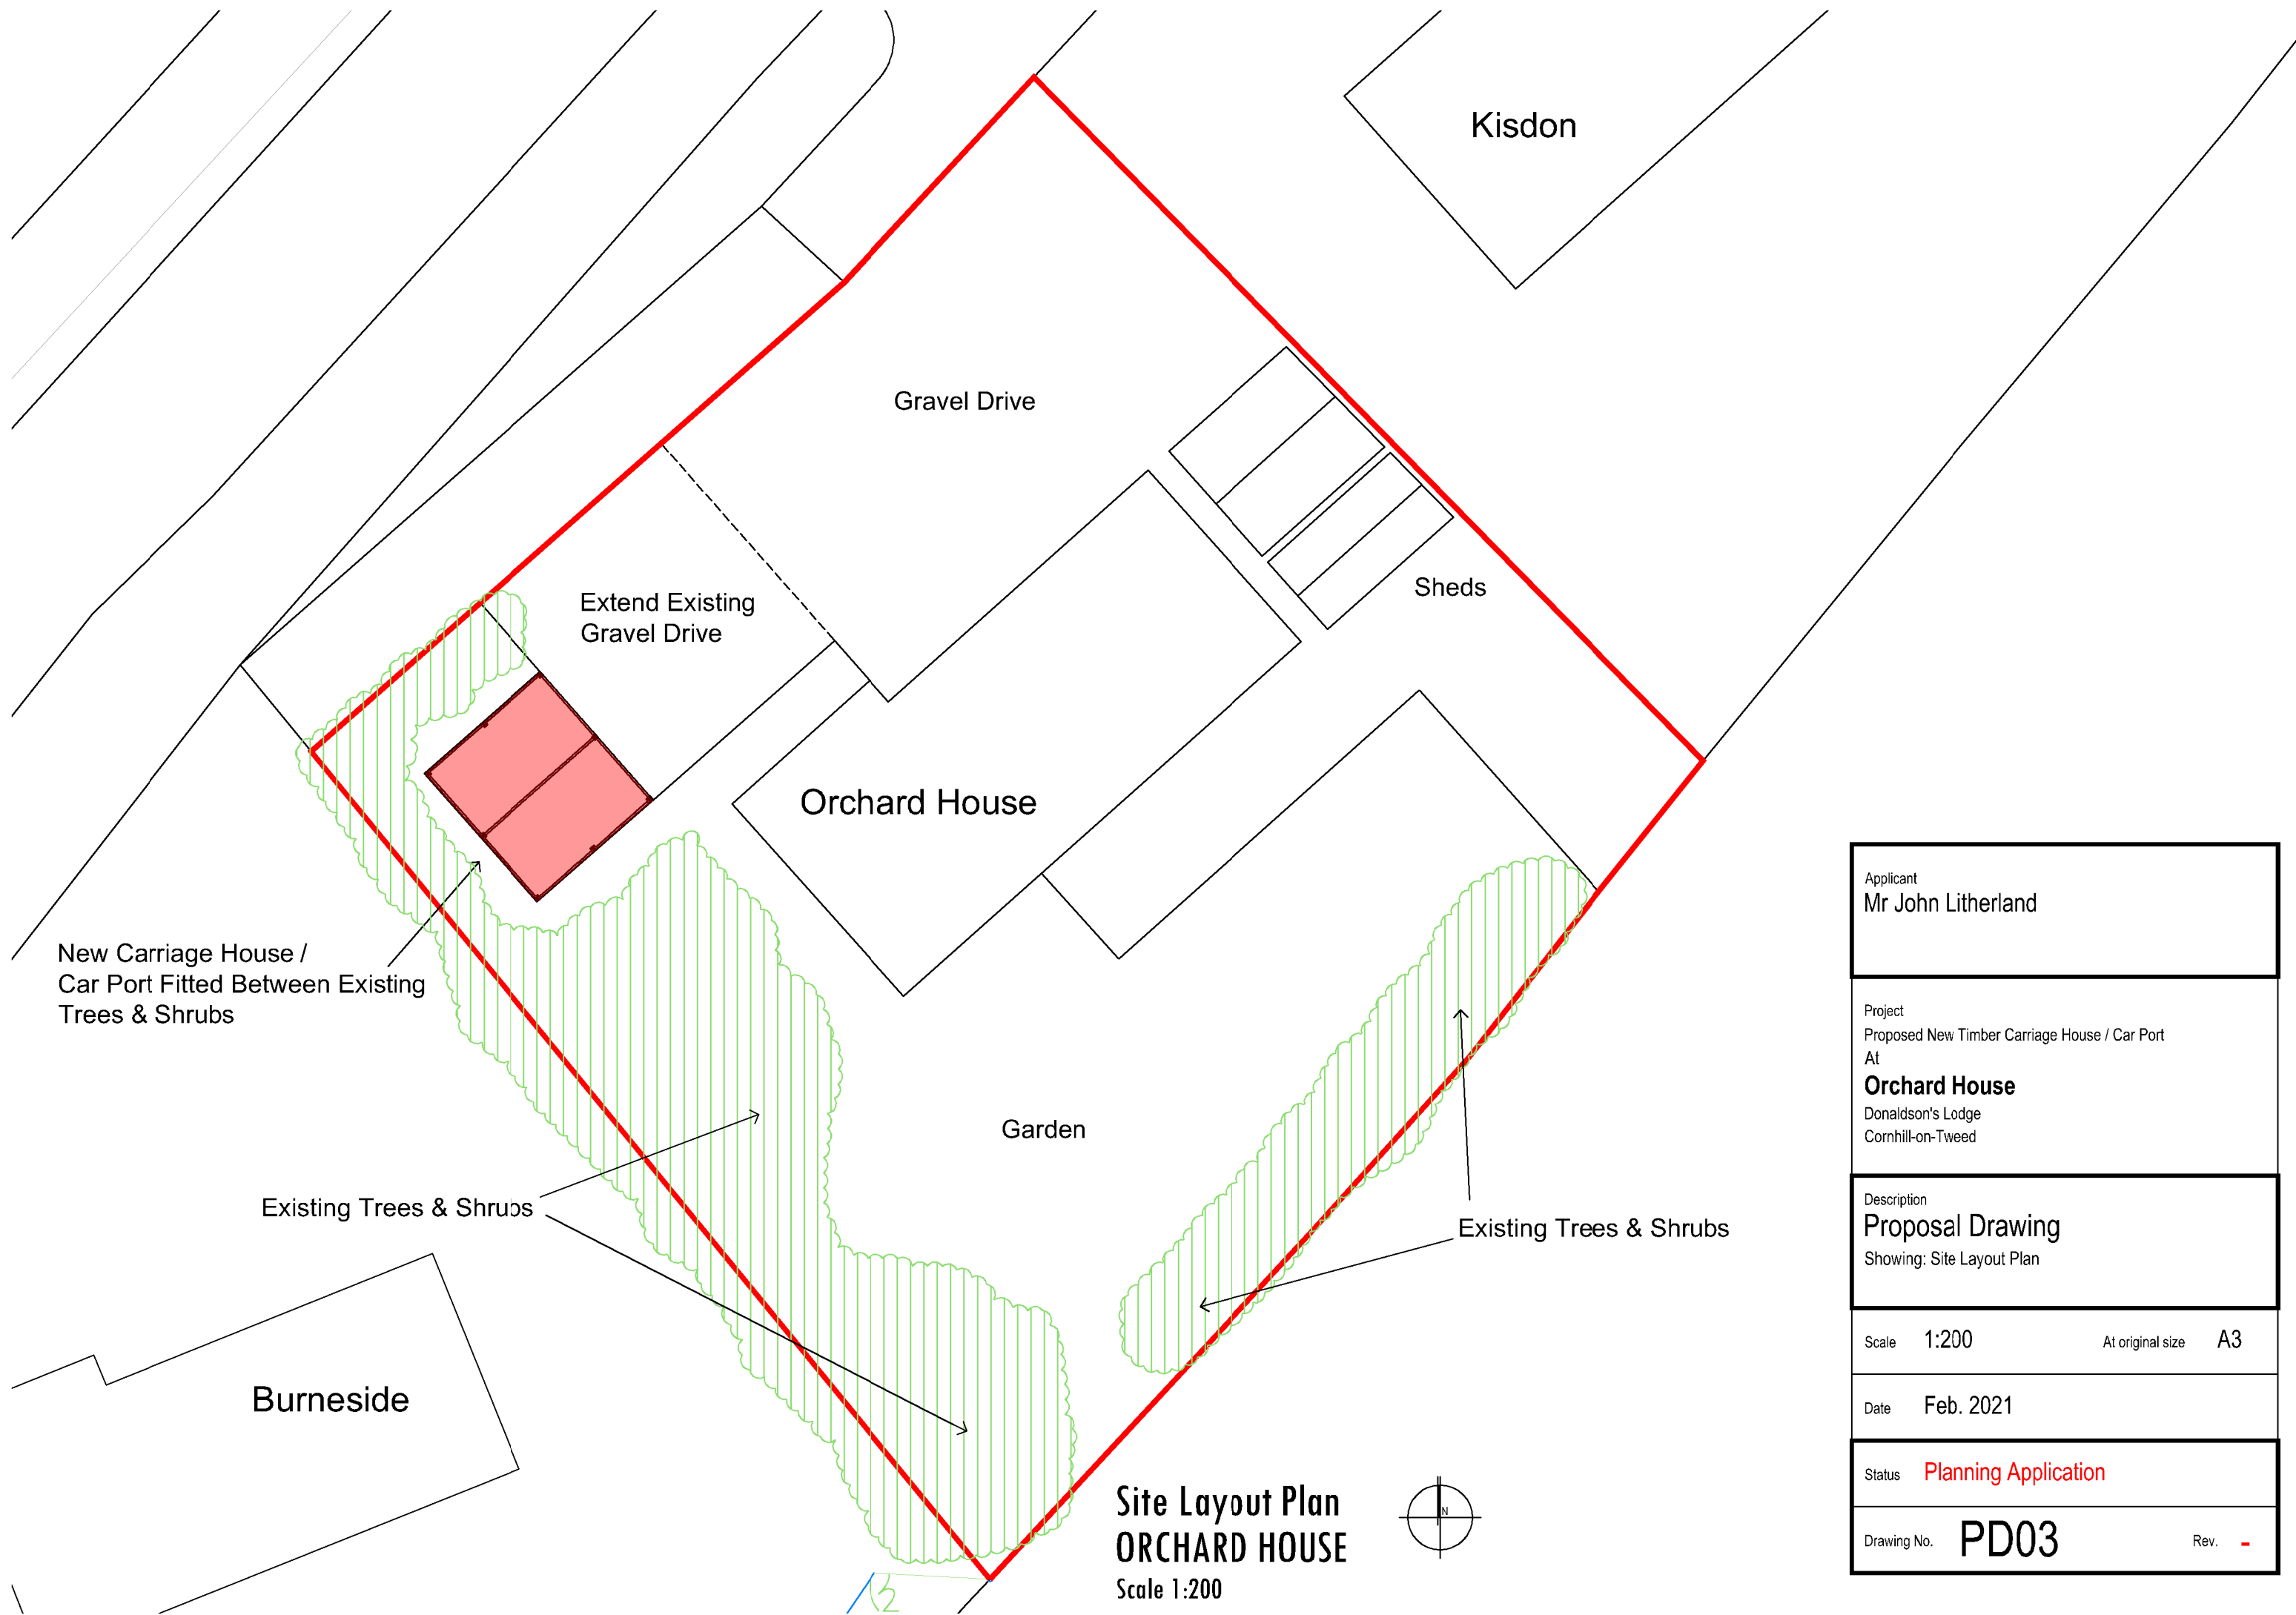 Kisdon
Gravel Drive
Sheds
Extend Existing
Gravel Drive
Orchard House
New Carriage House /
Car Port Fitted Between Existing
Trees & Shrubs
Garden
Existing Trees & Shrubs
Existing Trees & Shrubs
Burneside
Site Layout Plan
ORCHARD HOUSE
Scale 1:200
N
Applicant
Mr John Litherland
Project
Proposed New Timber Carriage House / Car Port
At
Orchard House
Donaldson's Lodge
Cornhill-on-Tweed
Description
Proposal Drawing
Showing: Site Layout Plan
Scale 1:200 At original size A3
Date Feb. 2021
Status Planning Application
Drawing No. PD03 Rev. -